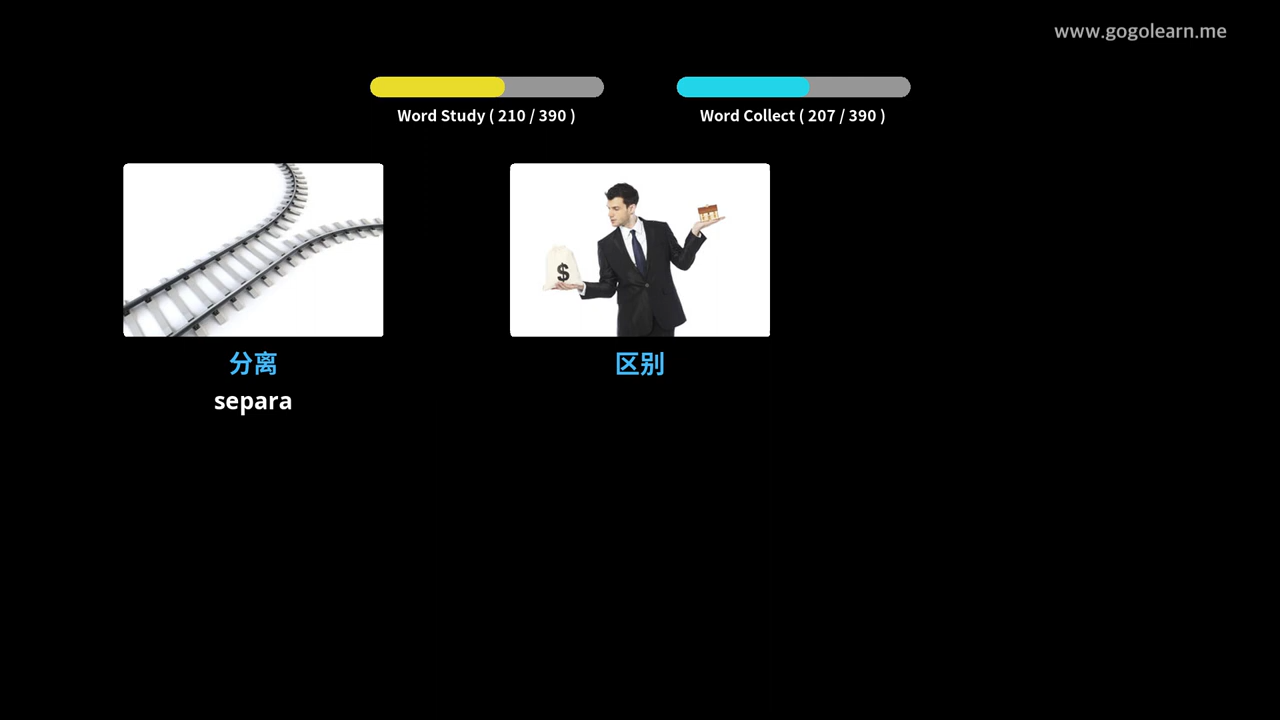 www.gogolearn.me
Word Study ( 210 / 390 )
Word Collect ( 207 / 390 )
$
分离
区别
separa